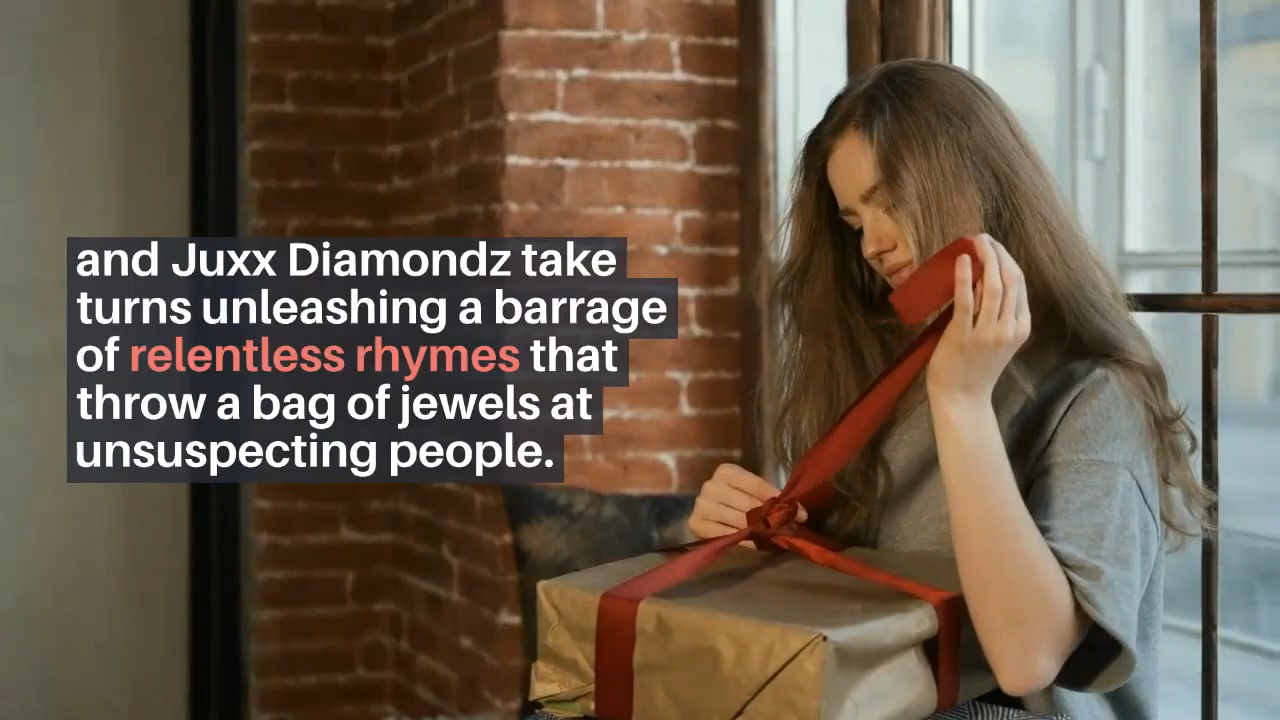 and Juxx Diamondz take
turns unleashing a barrage
of relentless rhymes that
throw a bag of jewels at
unsuspecting people.